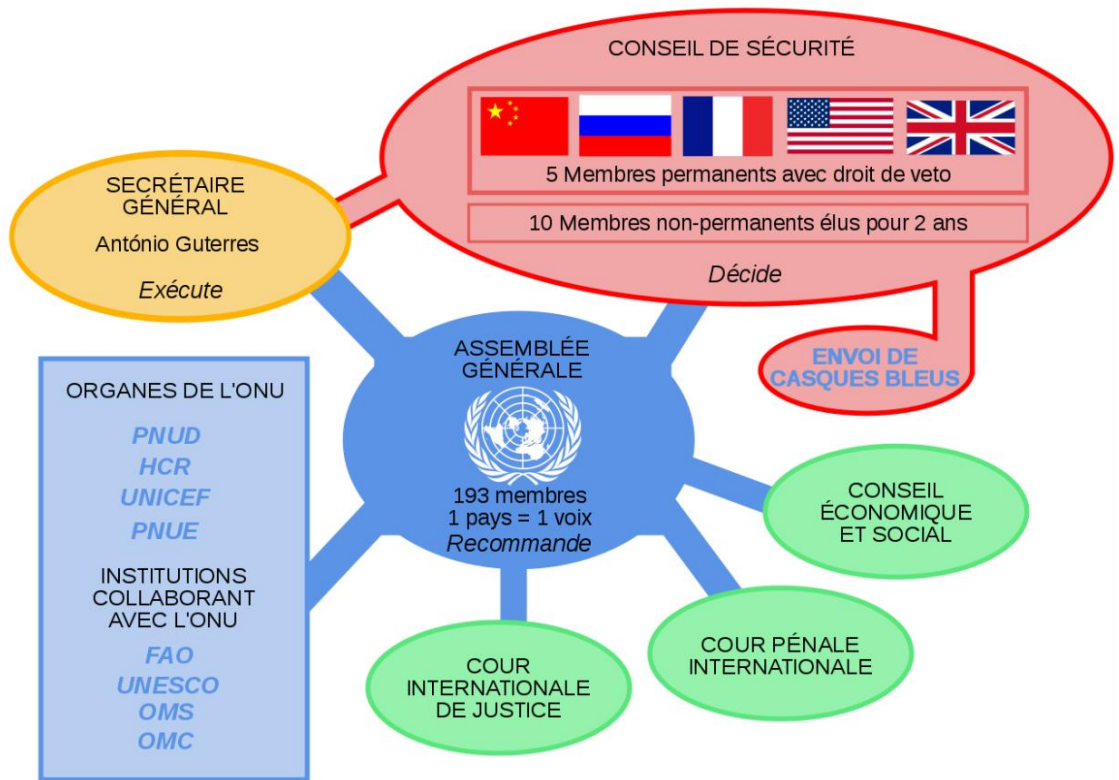 CONSEIL DE SÉCURITÉ
5 Membres permanents avec droit de veto
10 Membres non-permanents élus pour 2 ans
Décide
ENVOI DE
CASQUES BLEUS
SECRÉTAIRE
GÉNÉRAL
António Guterres
Exécute
ASSEMBLÉE
GÉNÉRALE
193 membres
1 pays = 1 voix
Recommande
ORGANES DE L'ONU
PNUD
HCR
UNICEF
PNUE
INSTITUTIONS
COLLABORANT
AVEC L'ONU
FAO
UNESCO
OMS
OMC
CONSEIL
ÉCONOMIQUE
ET SOCIAL
COUR PÉNALE
INTERNATIONALE
COUR
INTERNATIONALE
DE JUSTICE